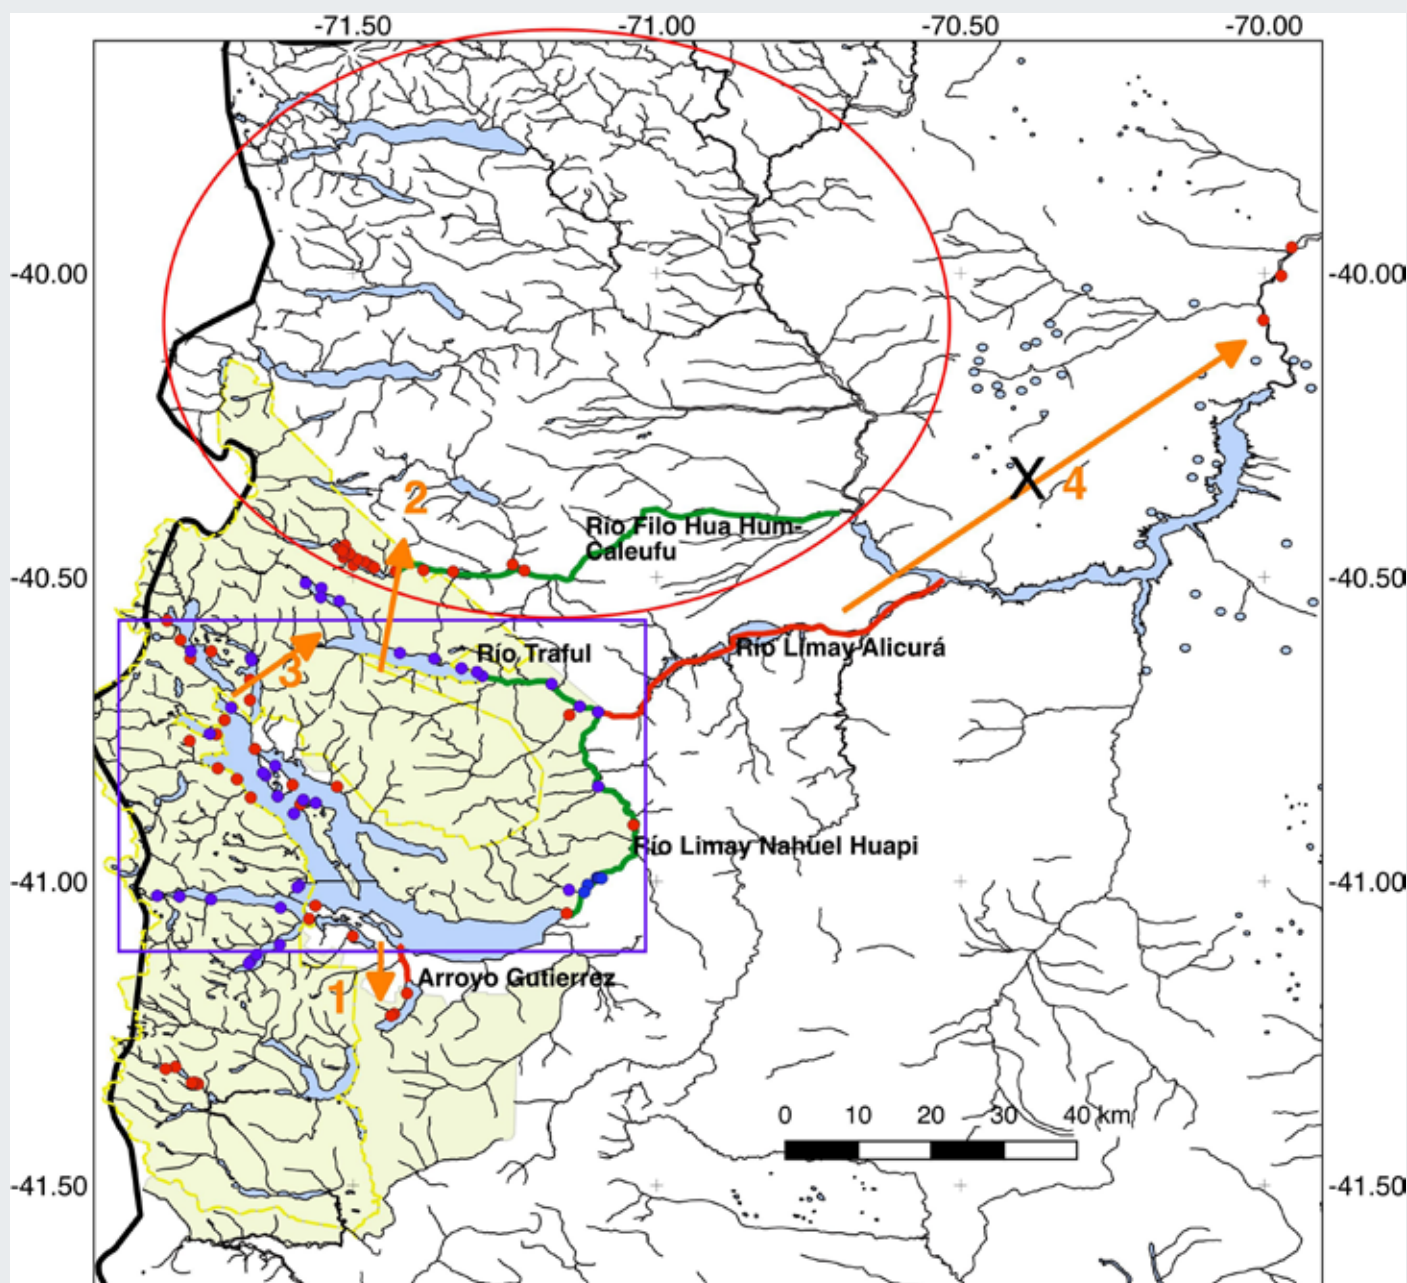 -71.50 -71.00 -70.50 -70.00
-40.00 -40.00
4
2
Río Filo Hua Hum-
Caleufu
X
-40.50 -40.50
Río Traful
Río Limay Alicurá
3
Río Limay Nahuel Huapi
-41.00 -41.00
Arroyo Gutierrez
1
0 10 20 30 40 km
-41.50 -41.50